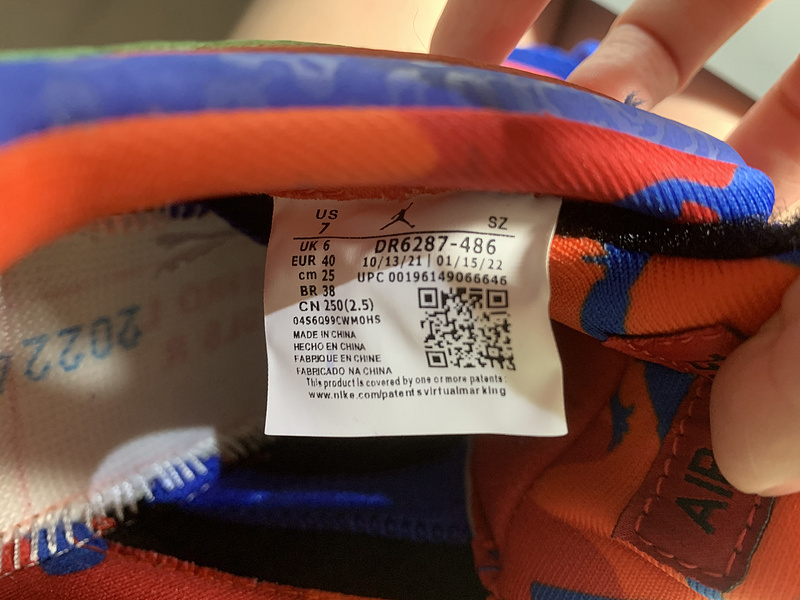 US SZ
7
UK 6 DR6287-486
EUR 40 10/13/21 | 01/15/22
cm 25 UPC 00196149066646
BR 38
CN 250(2.5)
04S6Q99CWM0HS
MADE IN CHINA
HECHO EN CHINA
FABRIQUE EN CHINE
FABRICADO NA CHINA
This product is covered by one or more patents:
www.nike.com/patentsvirtualmarking
2022
AIR